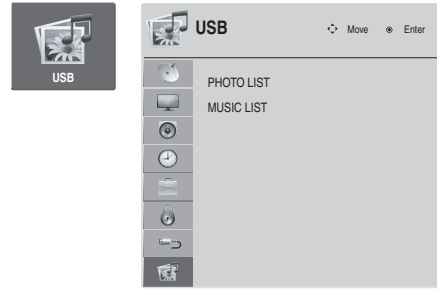 USB
USB
Move
Enter
PHOTO LIST
MUSIC LIST